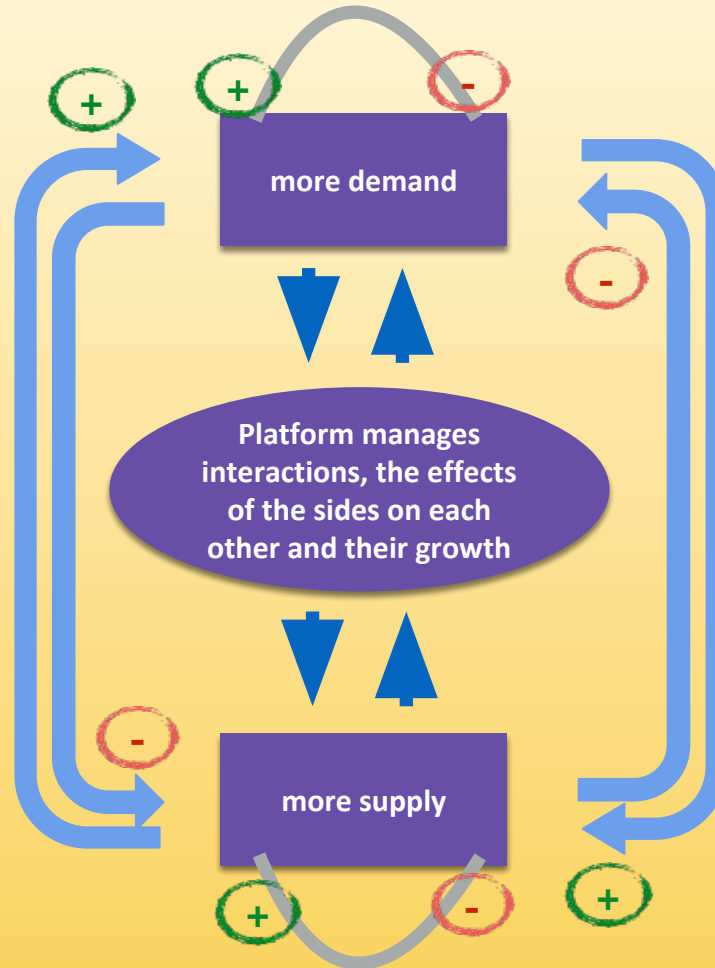 +
+
-
more demand
-
Platform manages
interactions, the effects
of the sides on each
other and their growth
-
more supply
+
-
+